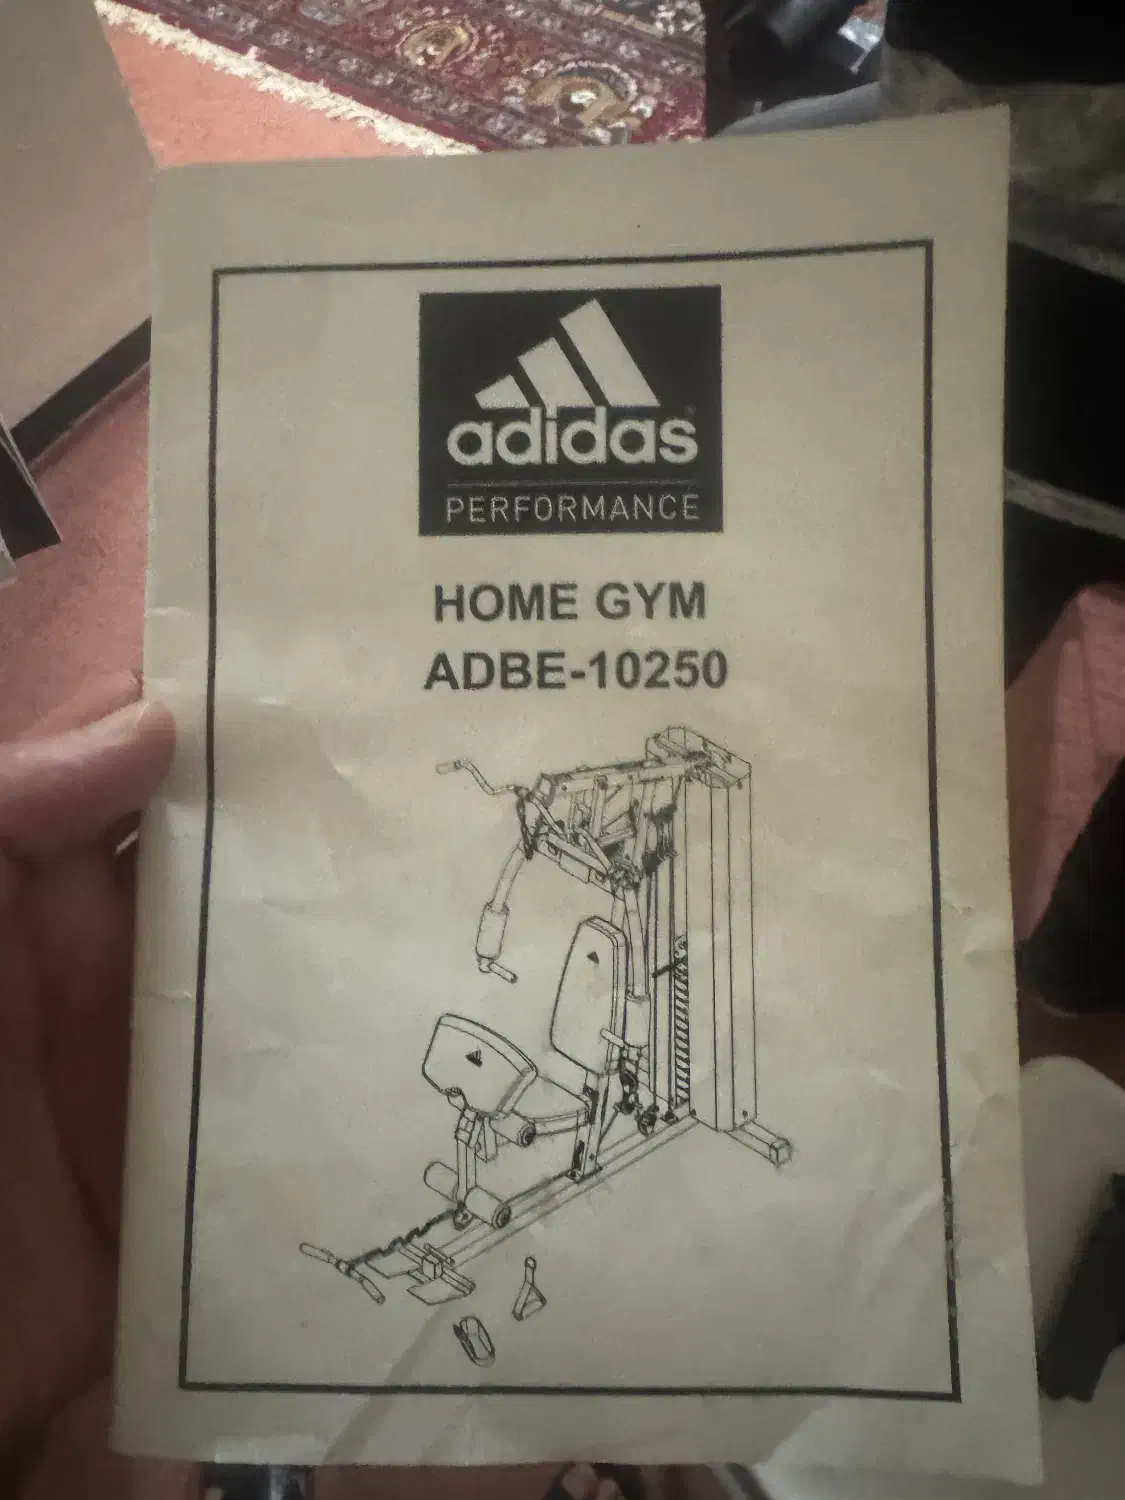 adidas®
PERFORMANCE
HOME GYM
ADBE-10250